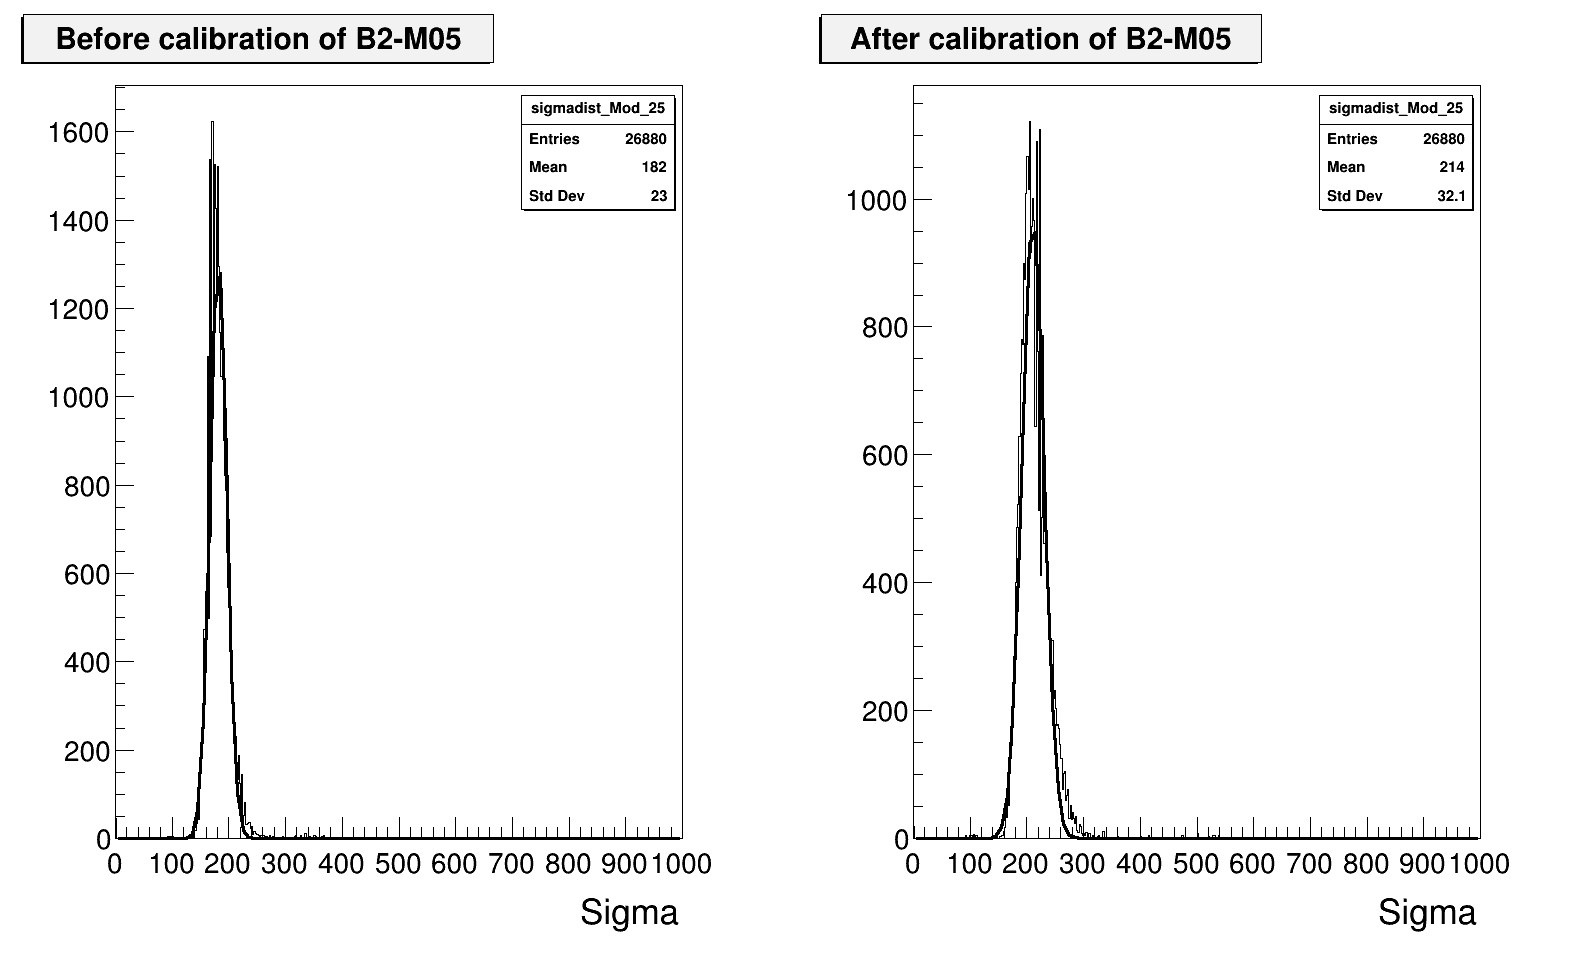 Before calibration of B2-M05
sigmadist_Mod_25
Entries 26880
Mean 182
Std Dev 23
1600
1400
1200
1000
800
600
400
200
0
0 100 200 300 400 500 600 700 800 900 1000
Sigma
After calibration of B2-M05
sigmadist_Mod_25
Entries 26880
Mean 214
Std Dev 32.1
1000
800
600
400
200
0
0 100 200 300 400 500 600 700 800 900 1000
Sigma